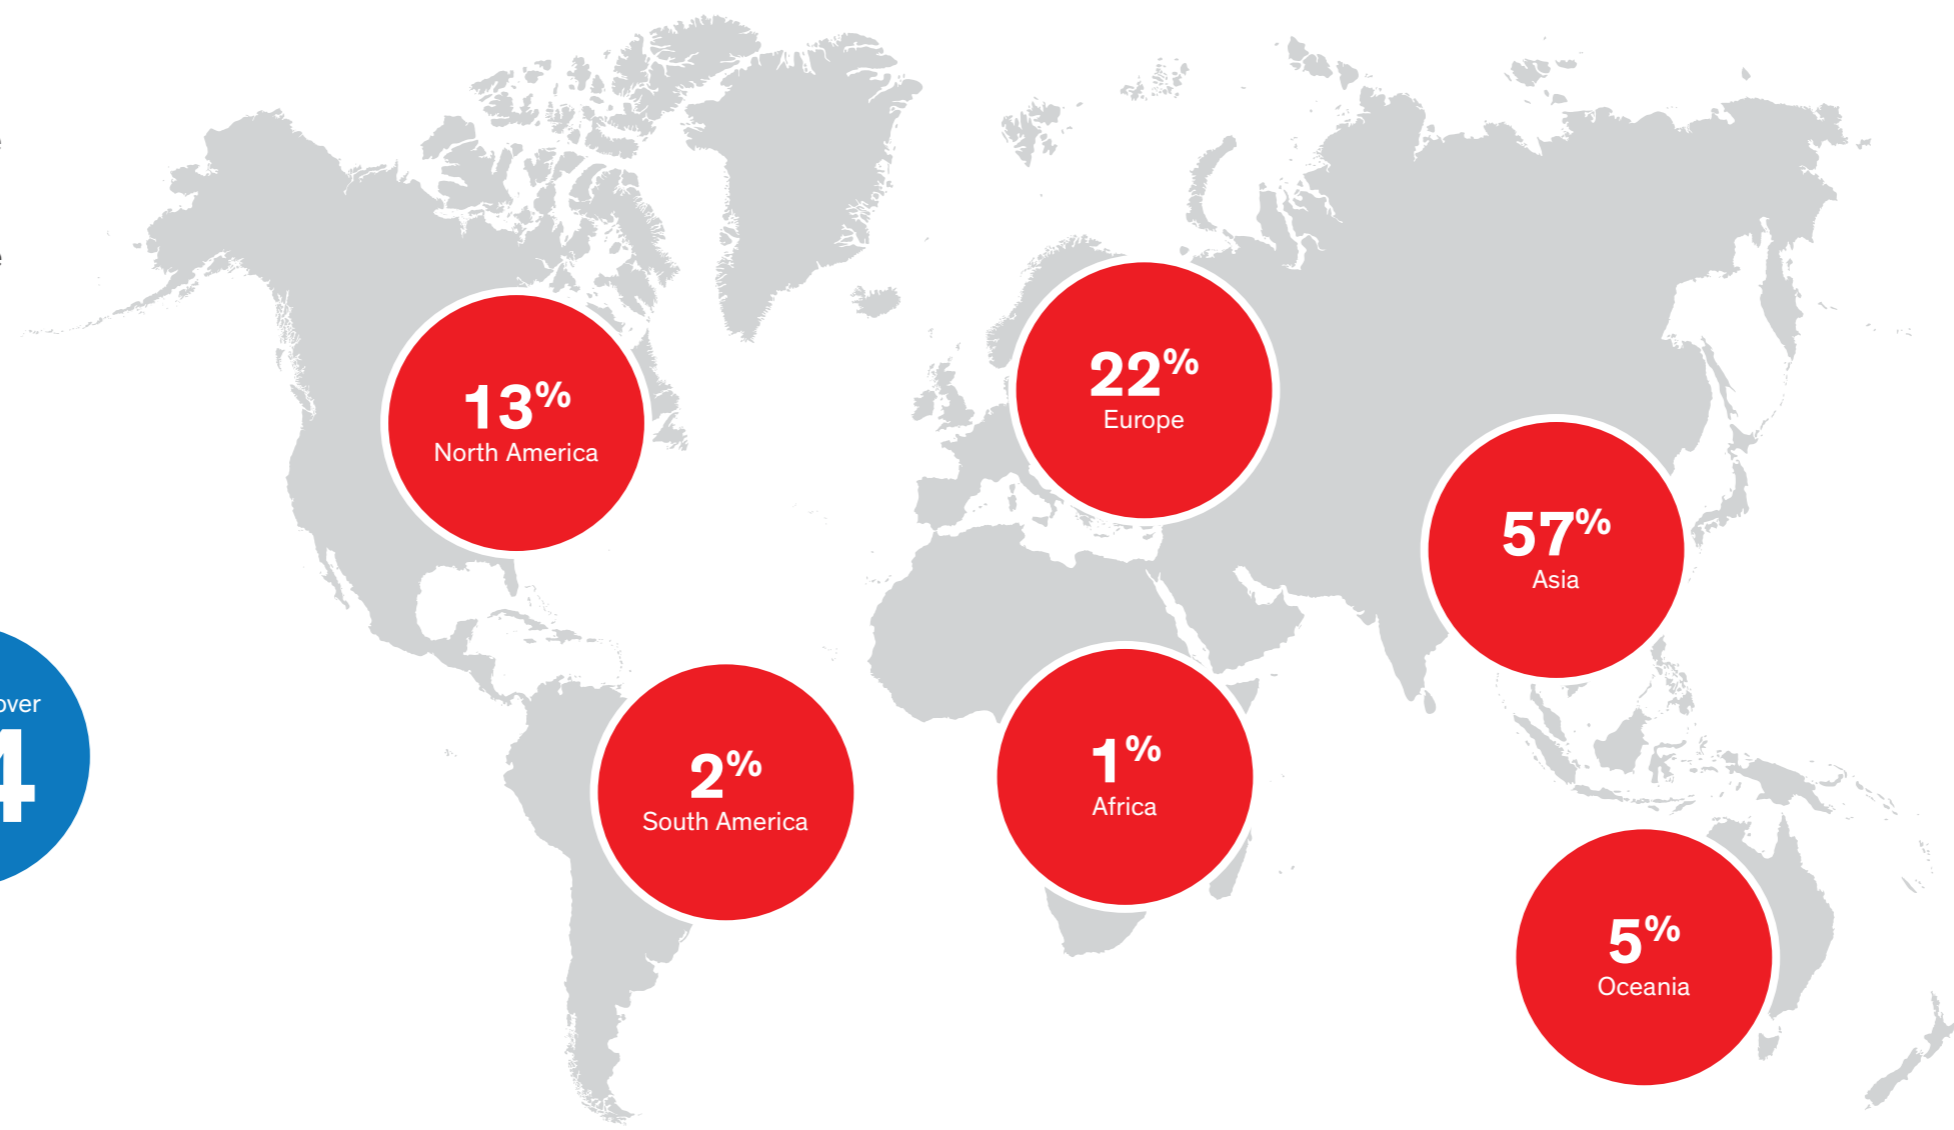 22%
Europe
13%
North America
57%
Asia
over
4
2%
South America
1%
Africa
5%
Oceania